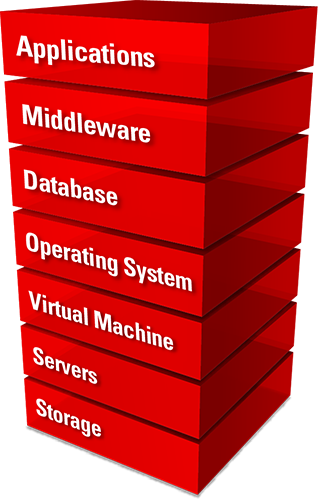 Applications
Middleware
Database
Operating System
Virtual Machine
Servers
Storage